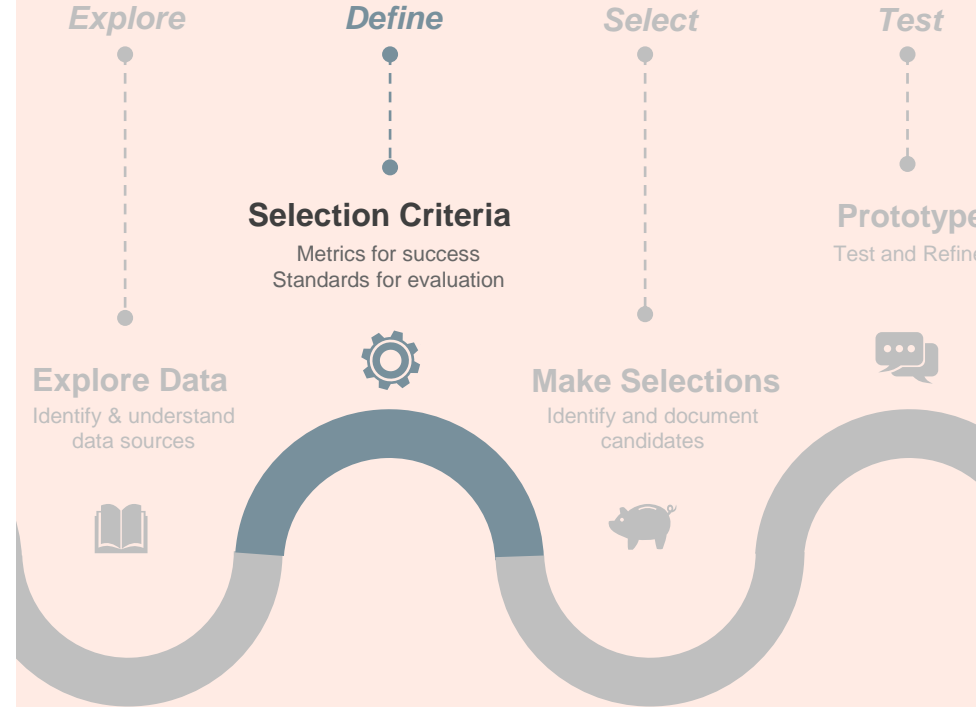 Explore
Define
Select
Test
Selection Criteria
Metrics for success
Standards for evaluation
Prototype
Test and Refine
Explore Data
Identify & understand
data sources
Make Selections
Identify and document
candidates